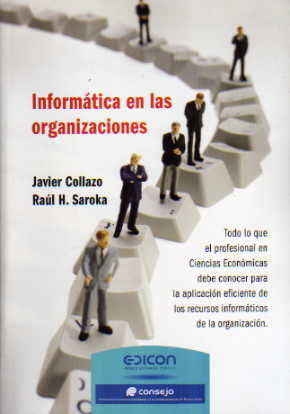 Informática en las
organizaciones
Javier Collazo
Raúl H. Saroka
Todo lo que
el profesional en
Ciencias Económicas
debe conocer para
la aplicación eficiente de
los recursos informáticos
de la organización.
EDICON
consejo